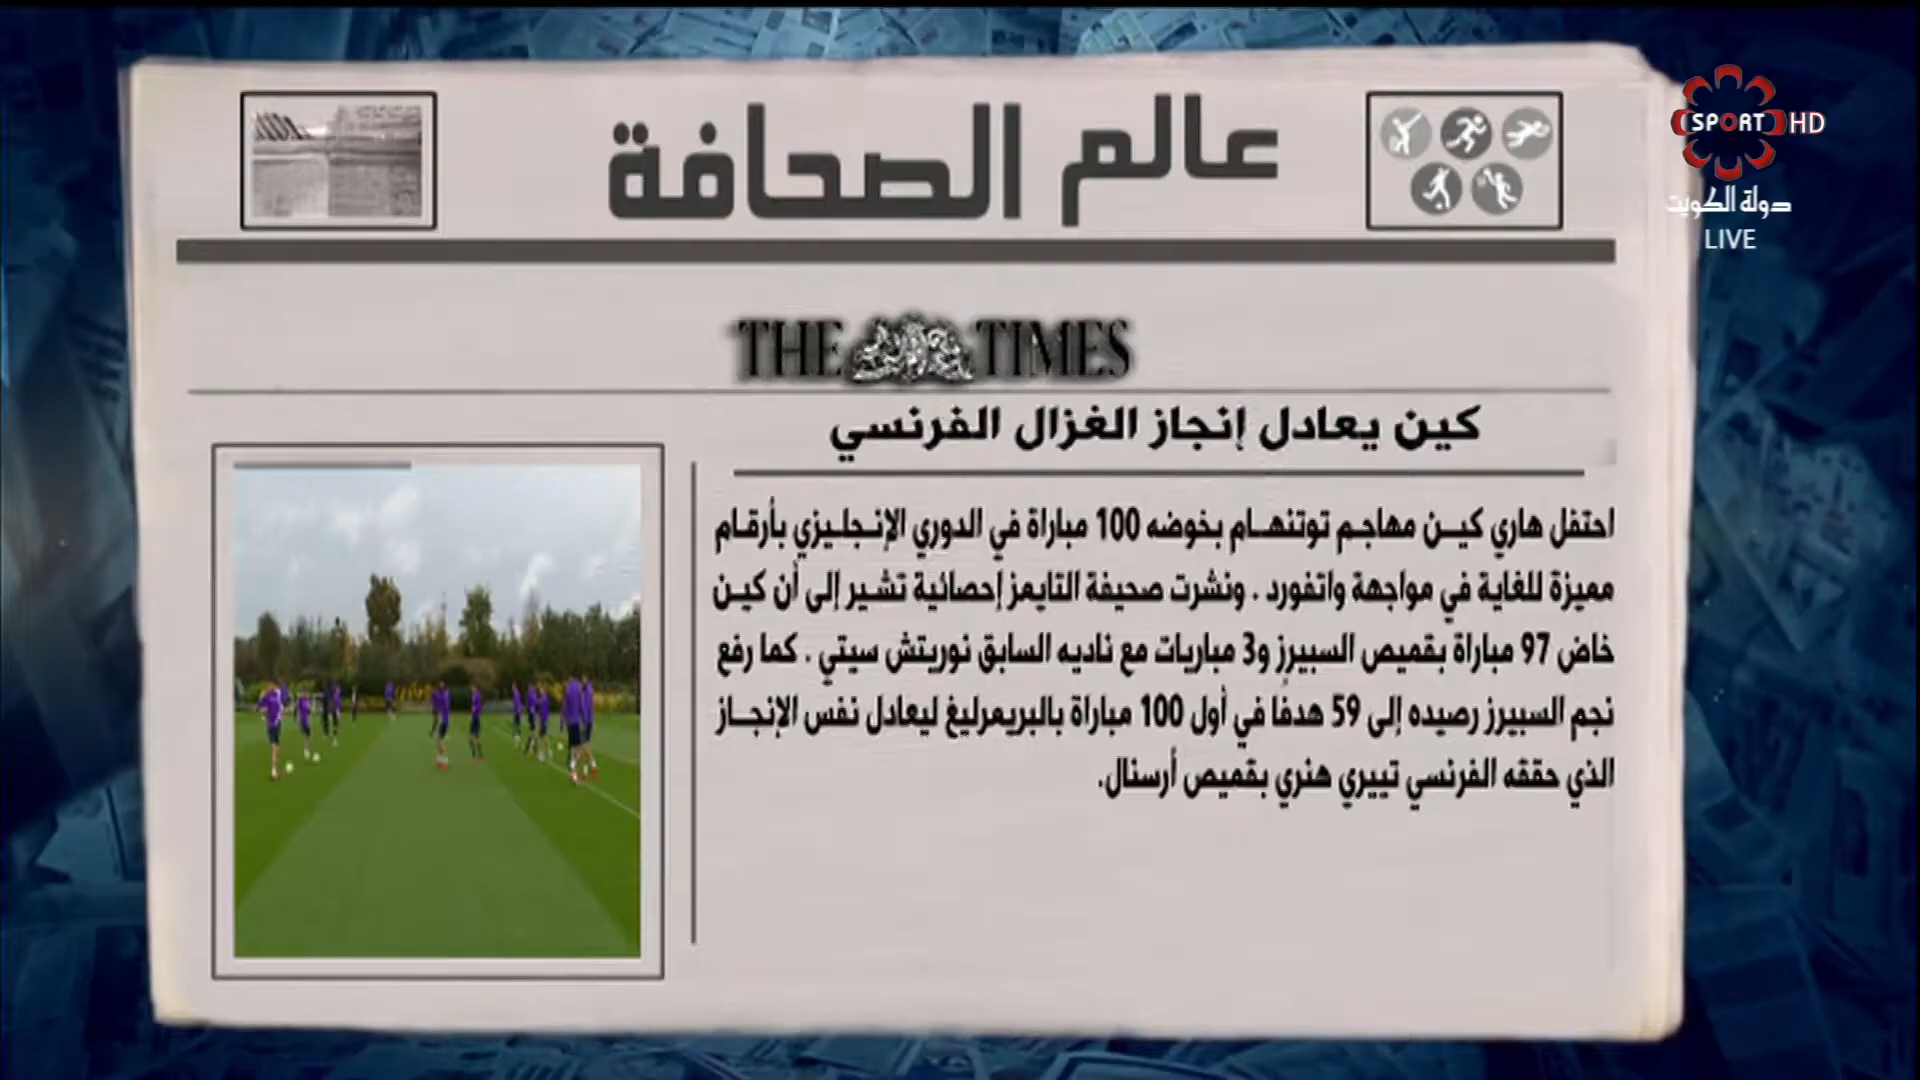 عالم الصحافة
SPORT HD
دولة الكويت
LIVE
THE TIMES
كين يعادل إنجاز الغزال الفرنسي
احتفل هاري كين مهاجم توتنهام بخوضه 100 مباراة في الدوري الإنجليزي بأرقام
مميزة للغاية في مواجهة واتفورد . ونشرت صحيفة التايمز إحصائية تشير إلى أن كين
خاض 97 مباراة بقميص السبيرز و3 مباريات مع ناديه السابق نوريتش سيتي . كما رفع
نجم السبيرز رصيده إلى 59 هدفًا في أول 100 مباراة بالبريمرليغ ليعادل نفس الإنجاز
الذي حققه الفرنسي تييري هنري بقميص أرسنال.